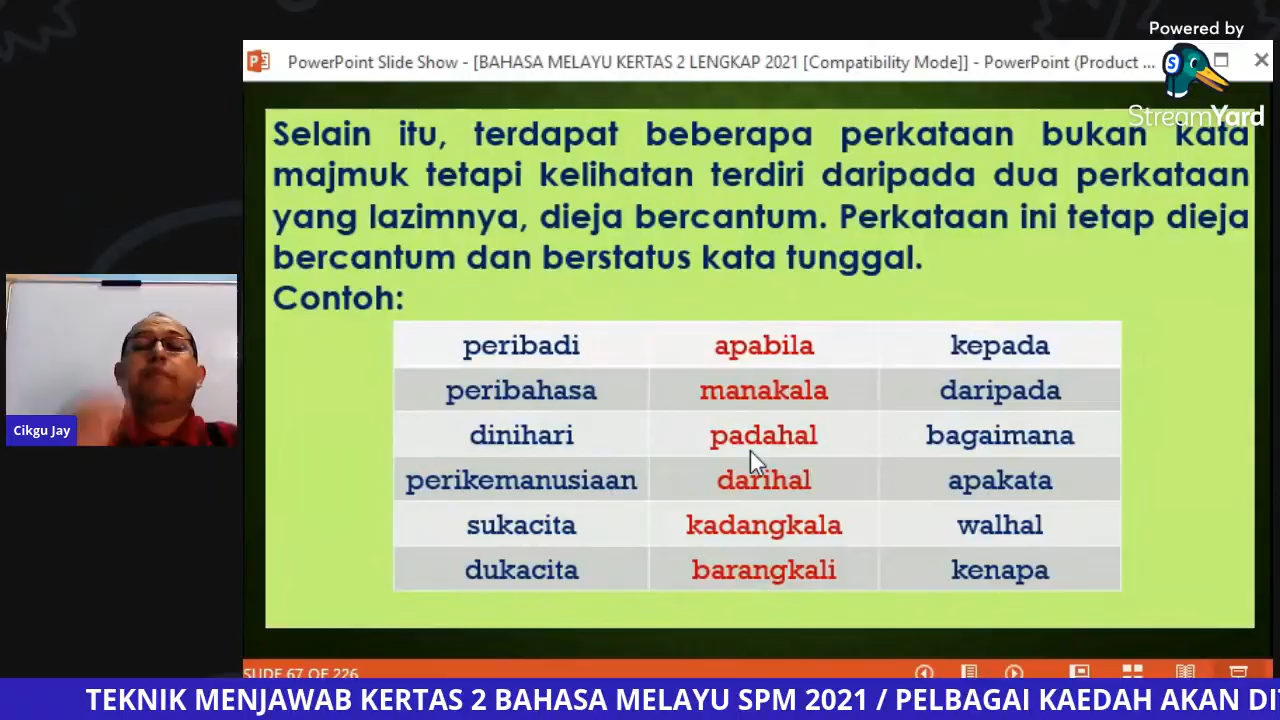 Powered by
PowerPoint Slide Show - [BAHASA MELAYU KERTAS 2 LENGKAP 2021 [Compatibility Mode]] - PowerPoint (Product ...
StreamYard
Selain itu, terdapat beberapa perkataan bukan kata
majmuk tetapi kelihatan terdiri daripada dua perkataan
yang lazimnya, dieja bercantum. Perkataan ini tetap dieja
bercantum dan berstatus kata tunggal.
Contoh:
peribadi apabila kepada
peribahasa manakala daripada
dinihari padahal bagaimana
perikemanusiaan darihal apakata
sukacita kadangkala walhal
dukacita barangkali kenapa
Cikgu Jay
SLIDE 67 OF 226
TEKNIK MENJAWAB KERTAS 2 BAHASA MELAYU SPM 2021 / PELBAGAI KAEDAH AKAN DI